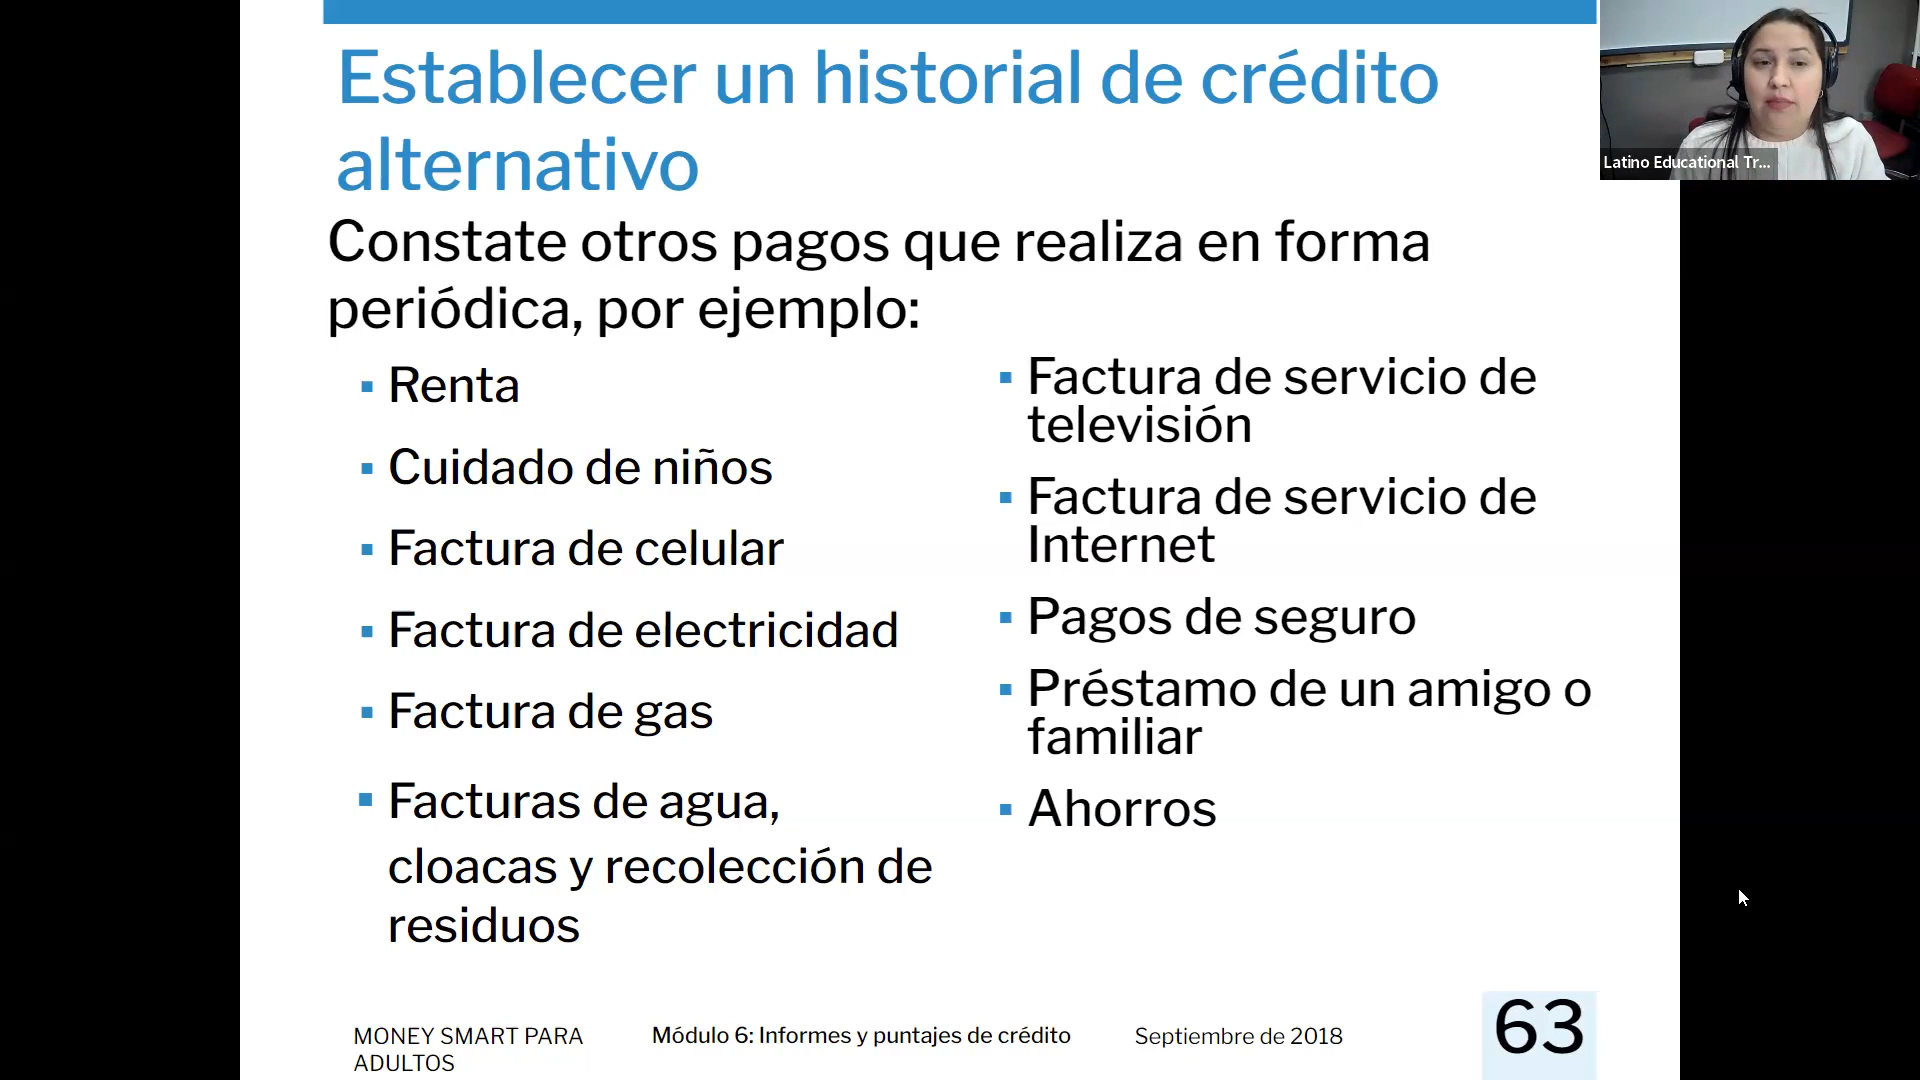 Establecer un historial de crédito
alternativo
Constate otros pagos que realiza en forma
periódica, por ejemplo:
▪ Renta
▪ Cuidado de niños
▪ Factura de celular
▪ Factura de electricidad
▪ Factura de gas
▪ Facturas de agua,
cloacas y recolección de
residuos
▪ Factura de servicio de
televisión
▪ Factura de servicio de
Internet
▪ Pagos de seguro
▪ Préstamo de un amigo o
familiar
▪ Ahorros
MONEY SMART PARA
ADULTOS
Módulo 6: Informes y puntajes de crédito
Septiembre de 2018
63
Latino Educational Tr...